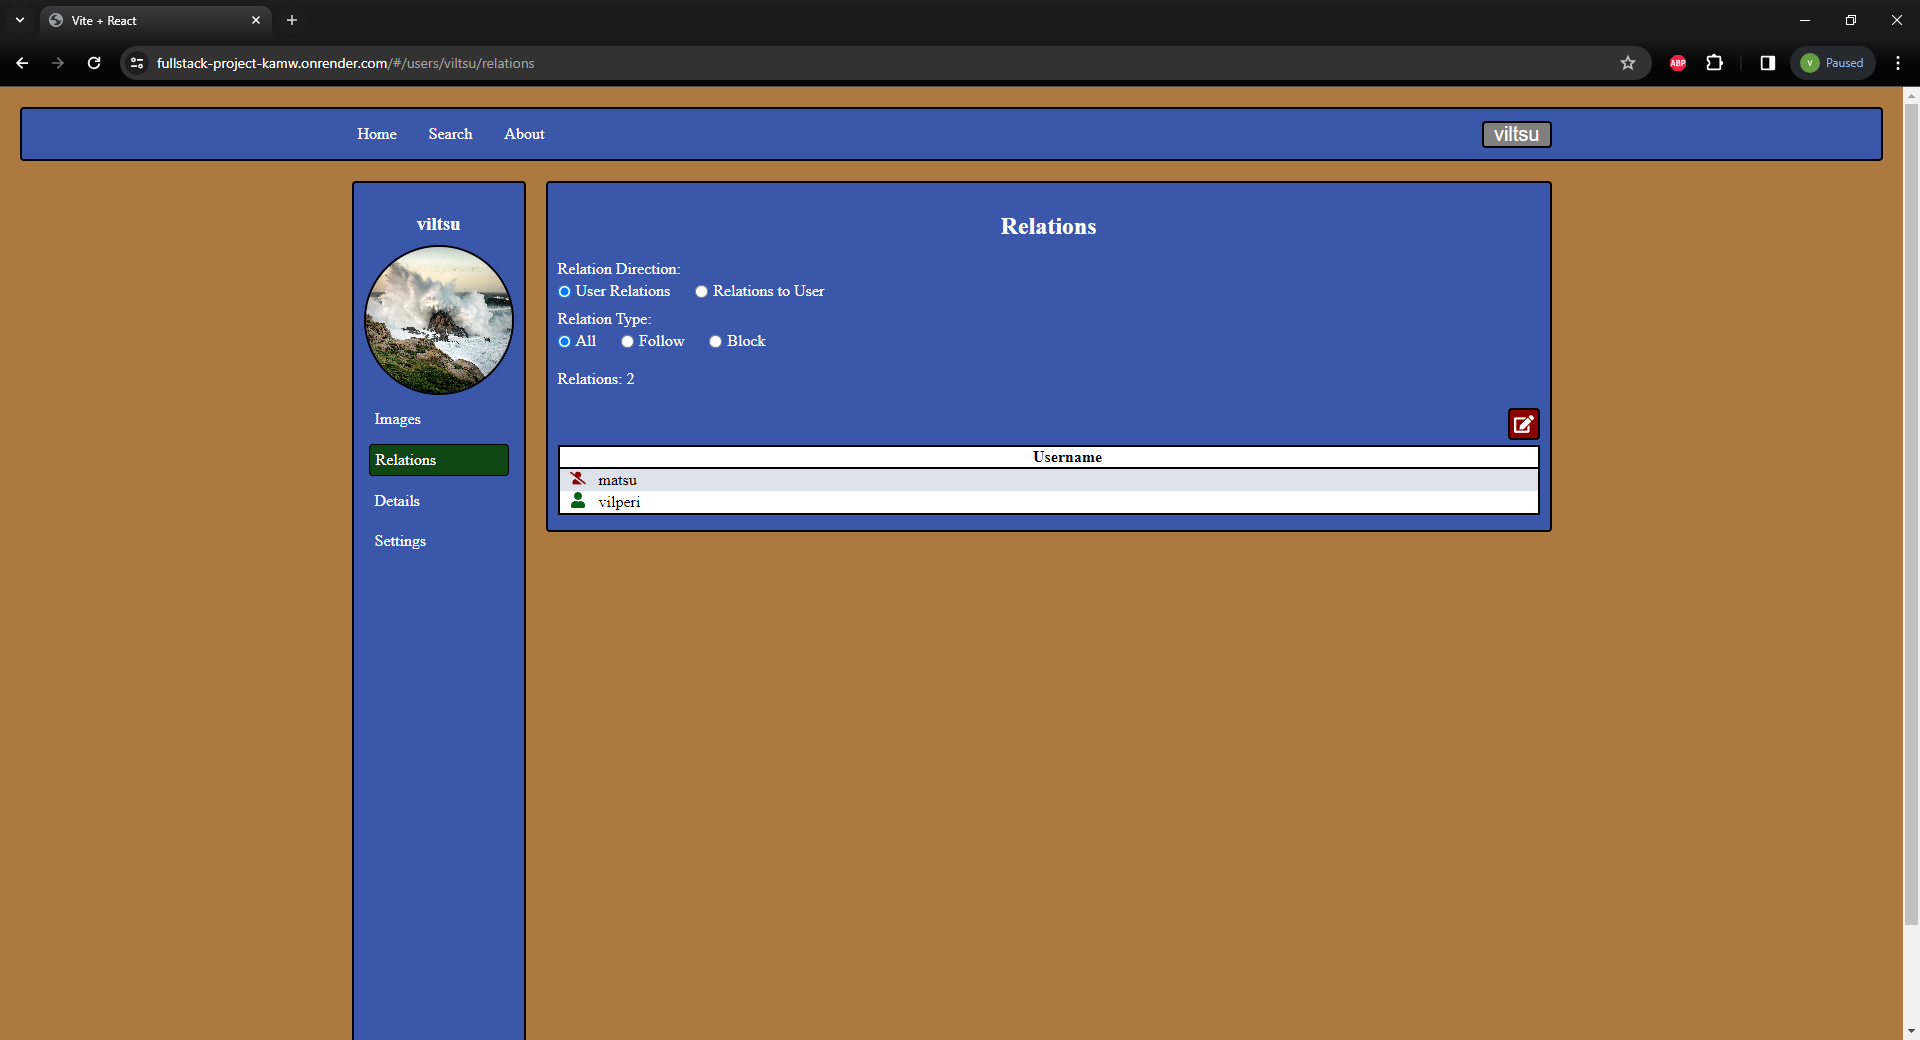 Vite + React
fullstack-project-kamw.onrender.com/#/users/viltsu/relations
ABP
V
Paused
Home
Search
About
viltsu
viltsu
Images
Relations
Details
Settings
Relations
Relation Direction:
User Relations
Relations to User
Relation Type:
All
Follow
Block
Relations: 2
Username
matsu
vilperi